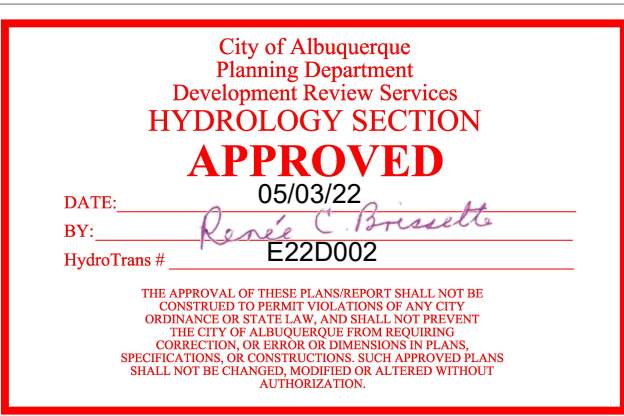 City of Albuquerque
Planning Department
Development Review Services
HYDROLOGY SECTION
APPROVED
DATE: 05/03/22
BY: Renée C. Brissette
HydroTrans # E22D002
THE APPROVAL OF THESE PLANS/REPORT SHALL NOT BE
CONSTRUED TO PERMIT VIOLATIONS OF ANY CITY
ORDINANCE OR STATE LAW, AND SHALL NOT PREVENT
THE CITY OF ALBUQUERQUE FROM REQUIRING
CORRECTION, OR ERROR OR DIMENSIONS IN PLANS,
SPECIFICATIONS, OR CONSTRUCTIONS. SUCH APPROVED PLANS
SHALL NOT BE CHANGED, MODIFIED OR ALTERED WITHOUT
AUTHORIZATION.